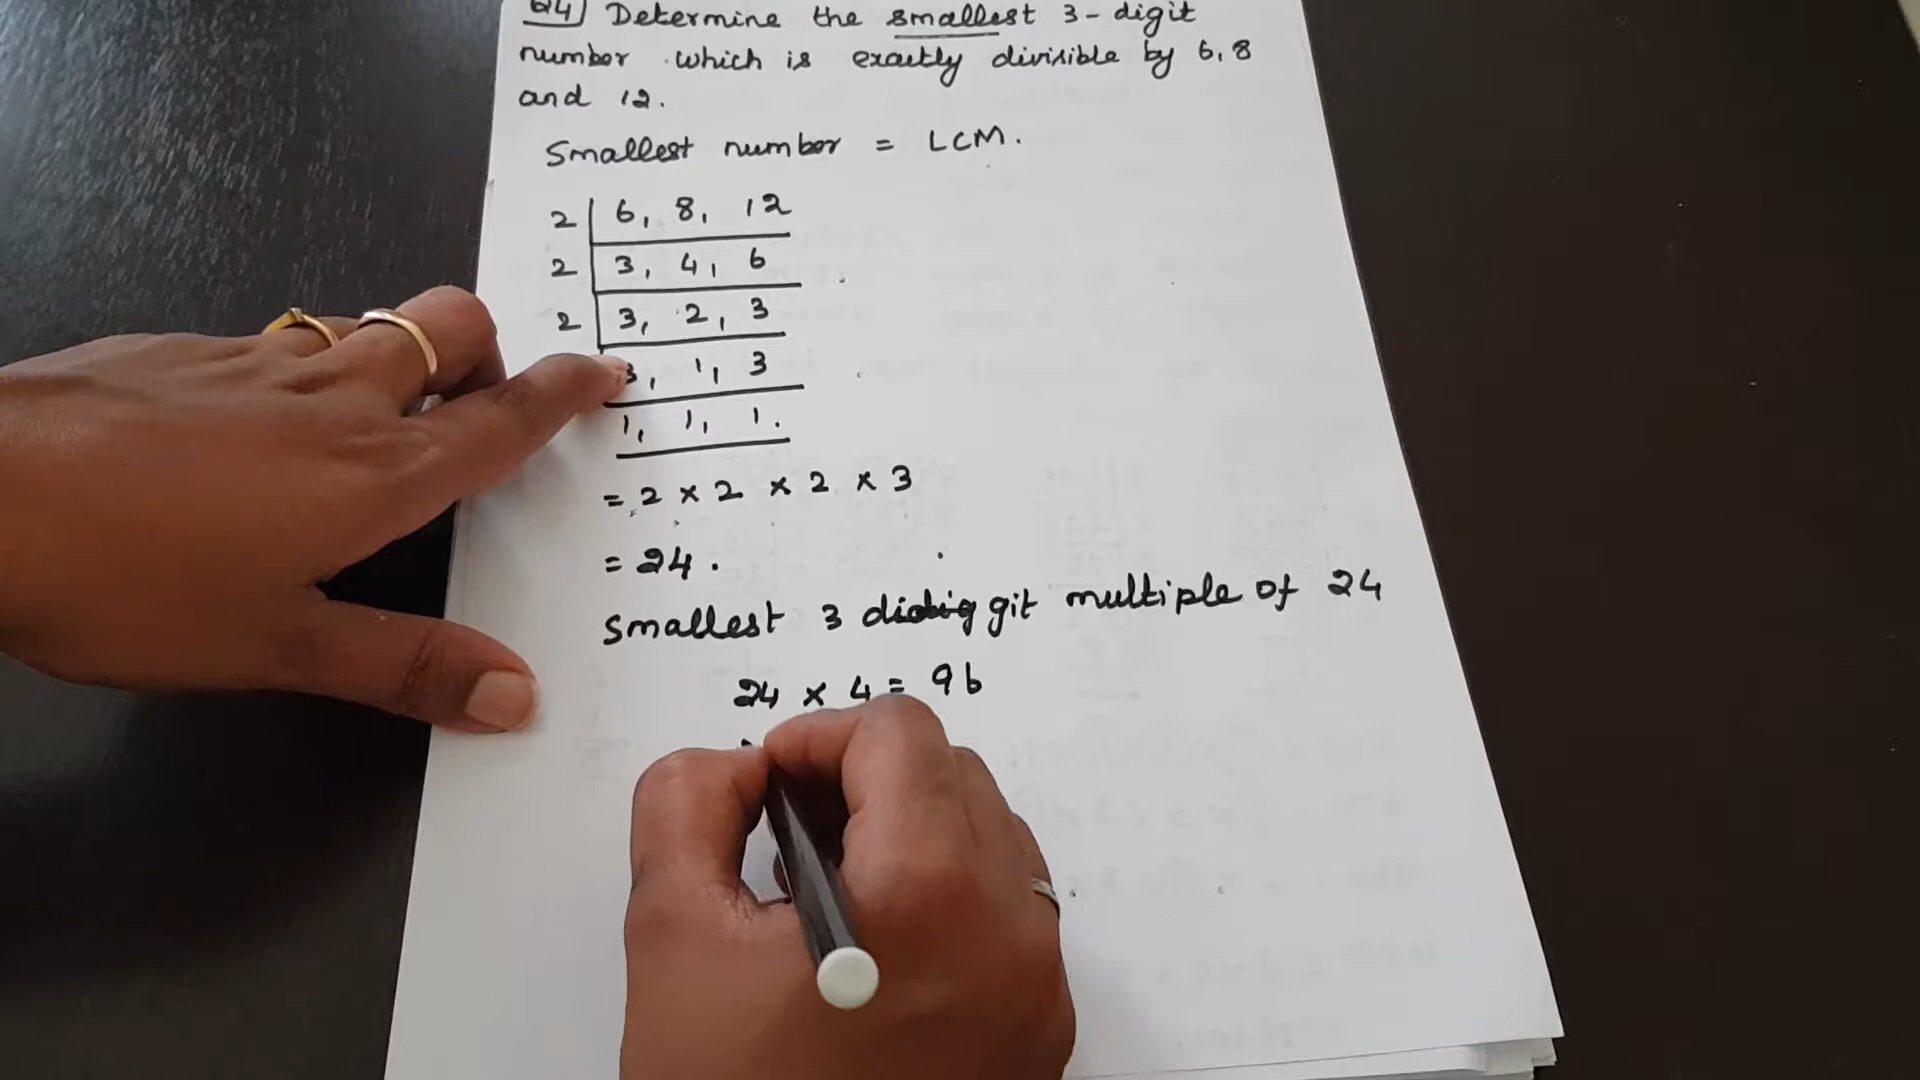 Q4) Determine the smallest 3-digit
number which is exactly divisible by 6, 8
and 12.
Smallest number = LCM.
2 | 6, 8, 12
2 | 3, 4, 6
2 | 3, 2, 3
3, 1, 3
1, 1, 1.
= 2 × 2 × 2 × 3
= 24.
Smallest 3 digit multiple of 24
24 × 4 = 96